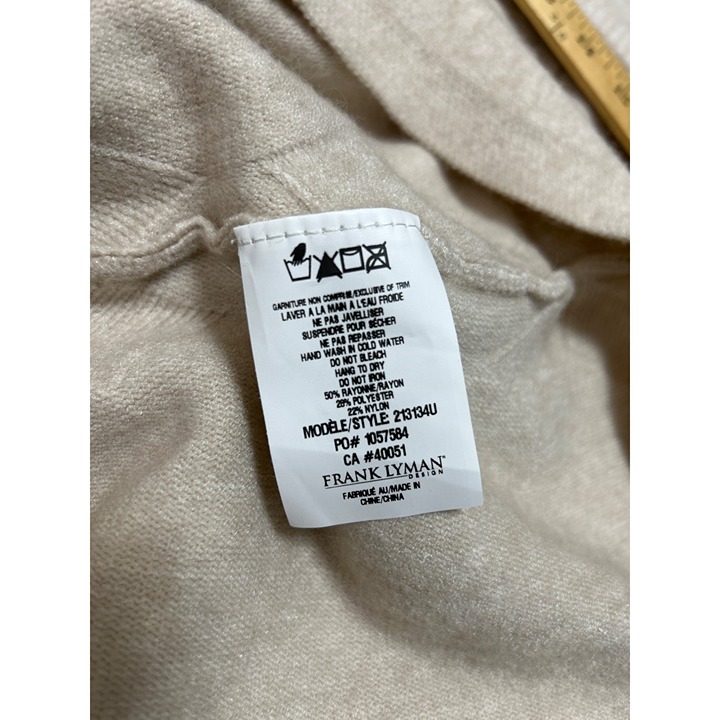 GARNITURE NON COMPRISE/EXCLUSIVE OF TRIM
LAVER A LA MAIN A L'EAU FROIDE
NE PAS JAVELLISER
SUSPENDRE POUR SÉCHER
NE PAS REPASSER
HAND WASH IN COLD WATER
DO NOT BLEACH
HANG TO DRY
DO NOT IRON
50% RAYONNE/RAYON
28% POLYESTER
22% NYLON
MODÈLE/STYLE: 213134U
PO# 1057584
CA #40051
FRANK LYMAN
DESIGN
FABRIQUÉ AU/MADE IN
CHINE/CHINA